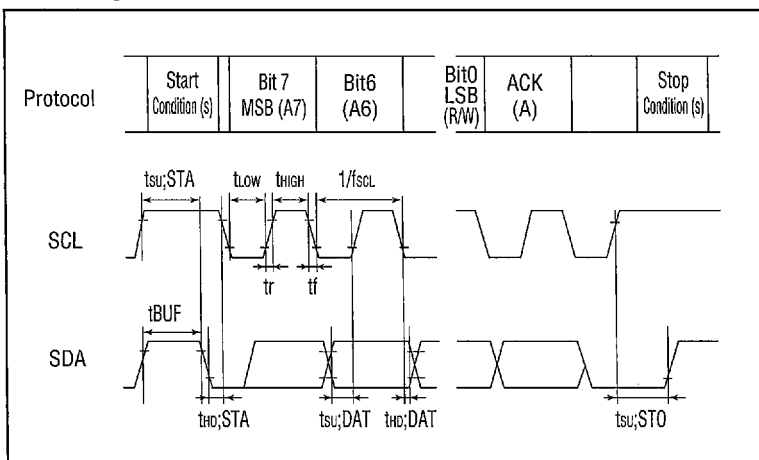 Protocol
Start
Condition (s)
Bit 7
MSB (A7)
Bit6
(A6)
Bit0
LSB
(R/W)
ACK
(A)
Stop
Condition (s)
tSU;STA
tLOW
tHIGH
1/fSCL
SCL
tr
tf
tBUF
SDA
tHD;STA
tSU;DAT
tHD;DAT
tSU;STO